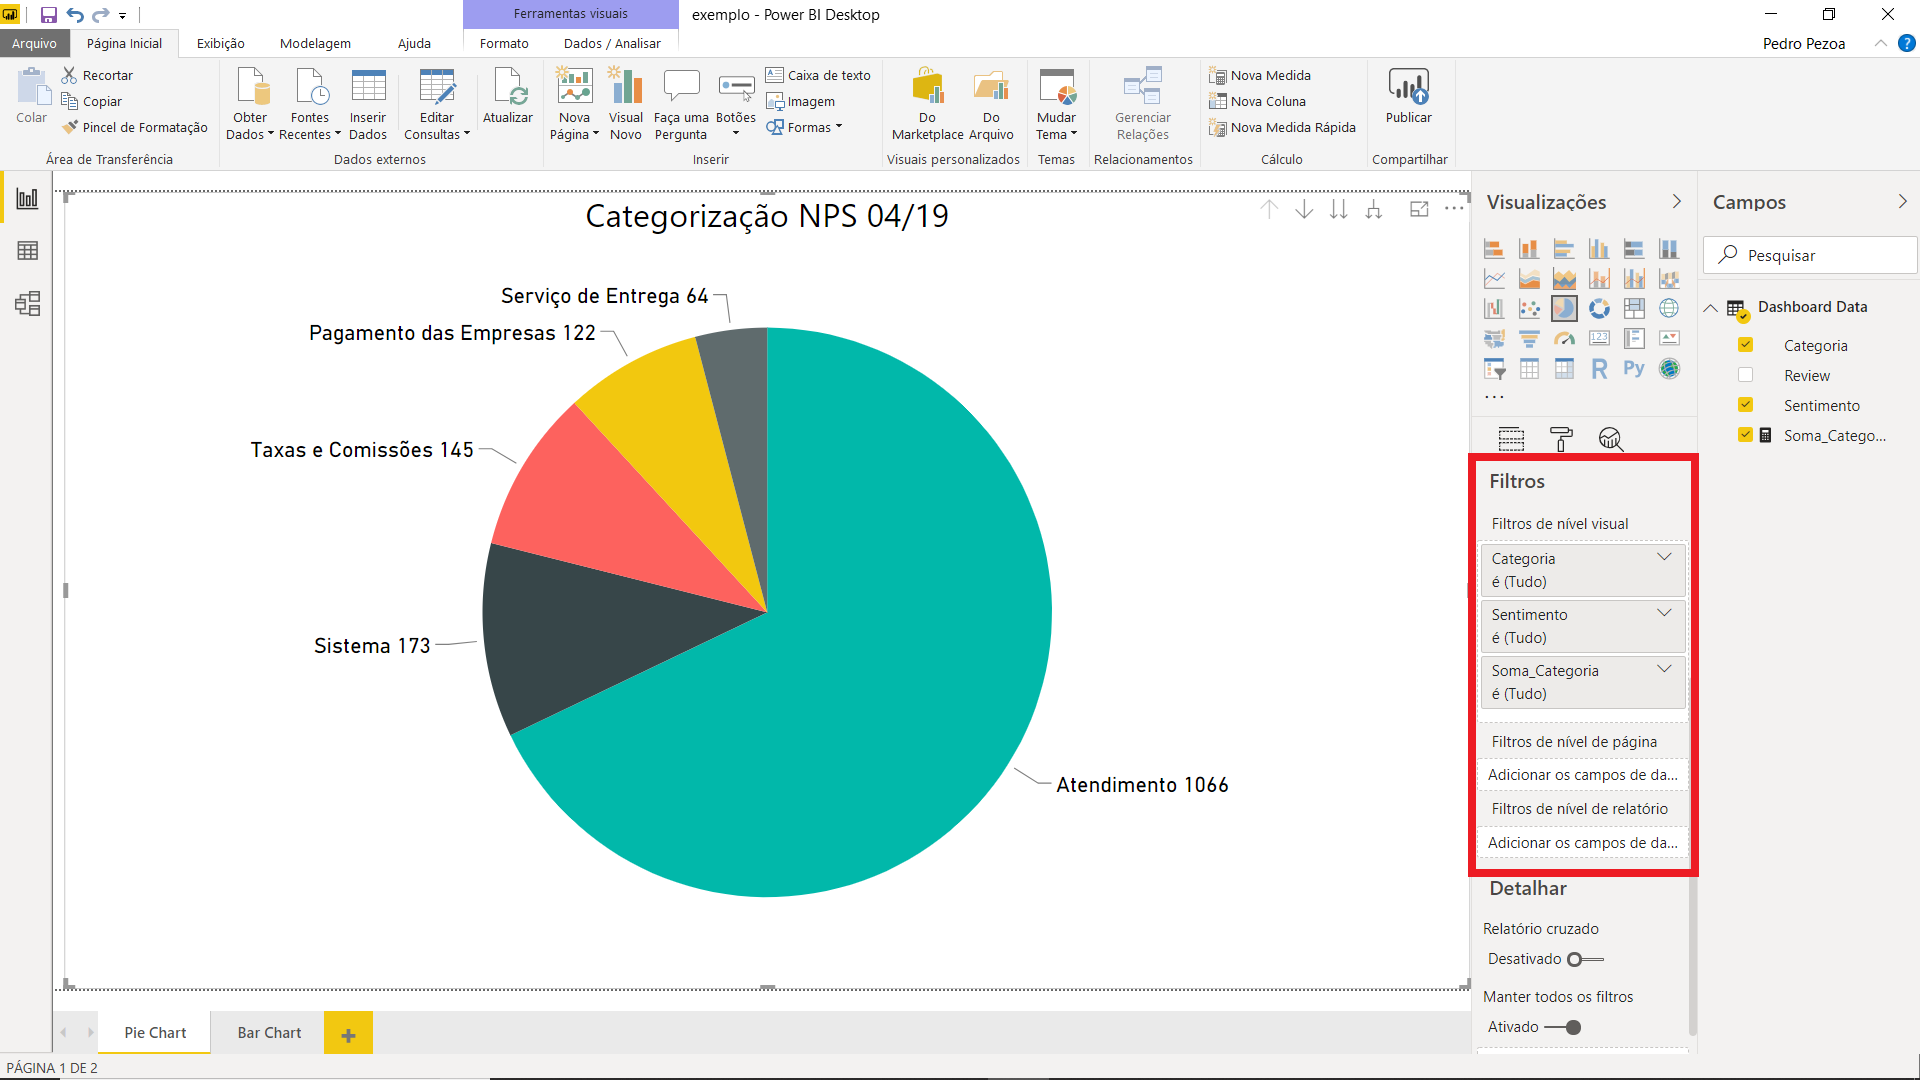 Ferramentas visuais
exemplo - Power BI Desktop
Arquivo
Página Inicial
Exibição
Modelagem
Ajuda
Formato
Dados / Analisar
Pedro Pezoa
?
Colar
Recortar
Copiar
Pincel de Formatação
Área de Transferência
Obter
Dados
Fontes
Recentes
Inserir
Dados
Editar
Consultas
Atualizar
Dados externos
Nova
Página
Visual
Novo
Faça uma
Pergunta
Botões
Caixa de texto
Imagem
Formas
Inserir
Do
Marketplace
Do
Arquivo
Visuais personalizados
Mudar
Tema
Temas
Gerenciar
Relações
Relacionamentos
Nova Medida
Nova Coluna
Nova Medida Rápida
Cálculo
Publicar
Compartilhar
Categorização NPS 04/19
Serviço de Entrega 64
Pagamento das Empresas 122
Taxas e Comissões 145
Sistema 173
Atendimento 1066
Visualizações
123
R
Py
Filtros
Filtros de nível visual
Categoria
é (Tudo)
Sentimento
é (Tudo)
Soma_Categoria
é (Tudo)
Filtros de nível de página
Adicionar os campos de da...
Filtros de nível de relatório
Adicionar os campos de da...
Detalhar
Relatório cruzado
Desativado
Manter todos os filtros
Ativado
Campos
Pesquisar
Dashboard Data
Categoria
Review
Sentimento
Soma_Catego...
Pie Chart
Bar Chart
PÁGINA 1 DE 2